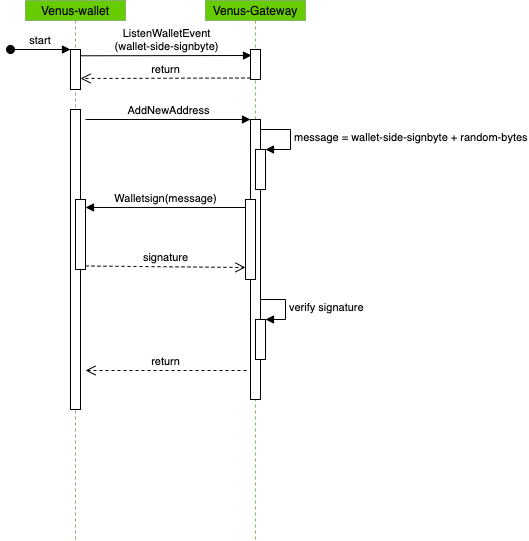 Venus-wallet
Venus-Gateway
start
ListenWalletEvent
(wallet-side-signbyte)
return
AddNewAddress
message = wallet-side-signbyte + random-bytes
Walletsign(message)
signature
verify signature
return